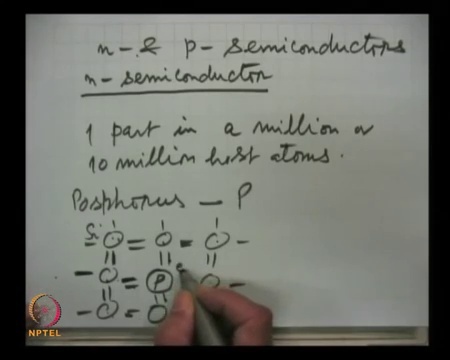 n- & p- semiconductors
n- semiconductor
1 part in a million or
10 million host atoms.
Posphorus — P
Si
P
e
NPTEL